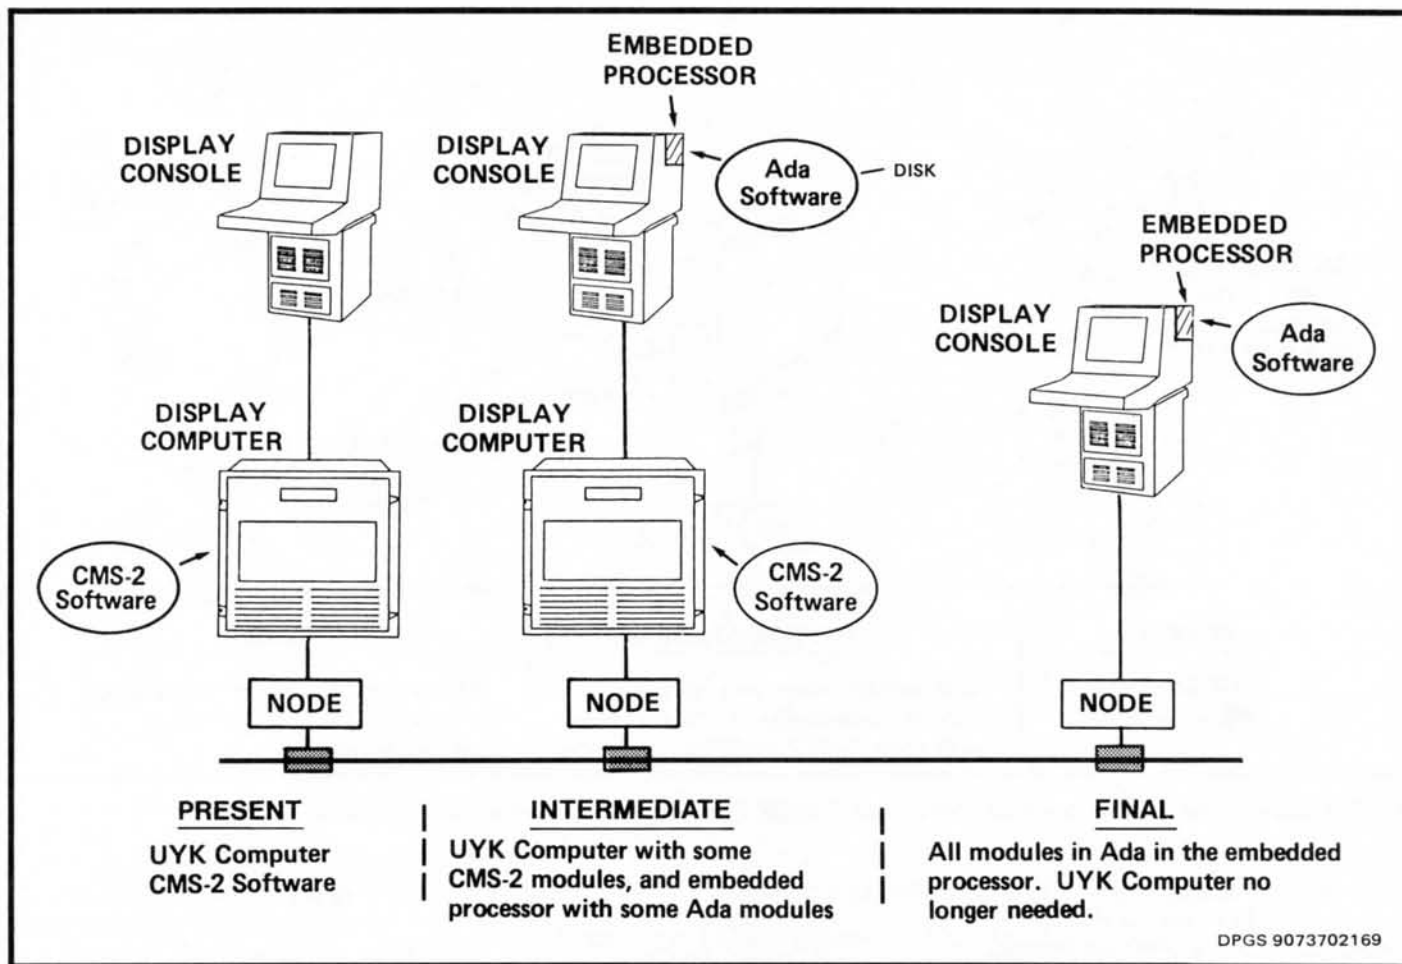 EMBEDDED
PROCESSOR
DISPLAY
CONSOLE
DISPLAY
CONSOLE
Ada
Software
DISK
EMBEDDED
PROCESSOR
DISPLAY
CONSOLE
Ada
Software
DISPLAY
COMPUTER
DISPLAY
COMPUTER
CMS-2
Software
CMS-2
Software
NODE
NODE
NODE
PRESENT
UYK Computer
CMS-2 Software
INTERMEDIATE
UYK Computer with some
CMS-2 modules, and embedded
processor with some Ada modules
FINAL
All modules in Ada in the embedded
processor. UYK Computer no
longer needed.
DPGS 9073702169